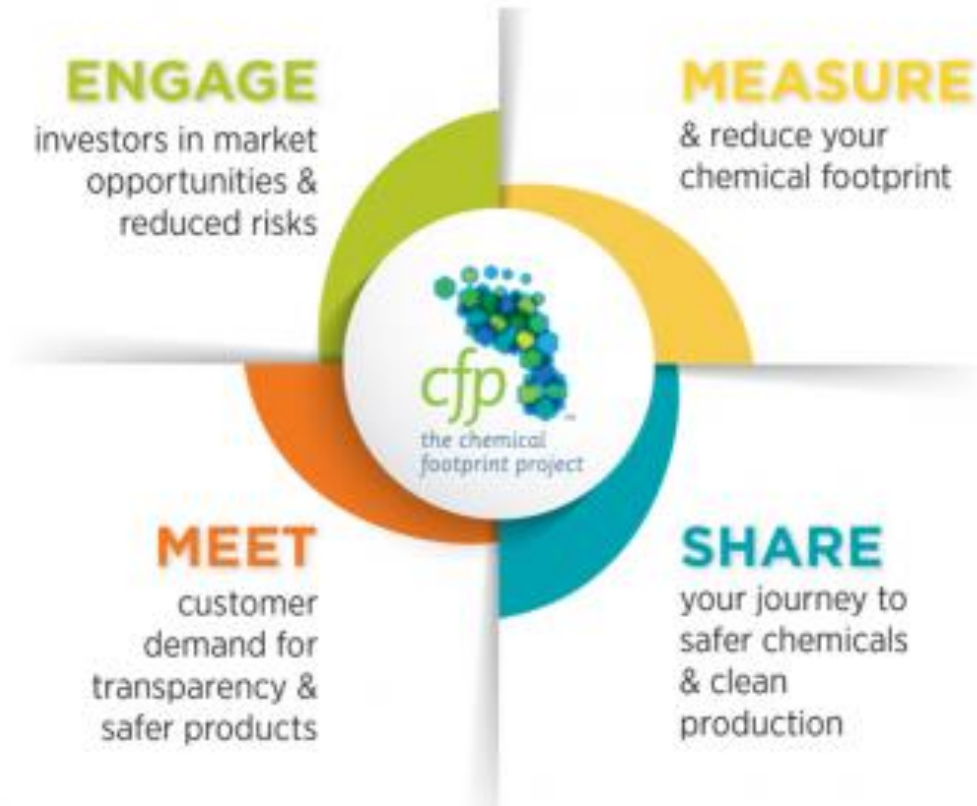 ENGAGE
investors in market
opportunities &
reduced risks
MEASURE
& reduce your
chemical footprint
cfp
™
the chemical
footprint project
MEET
customer
demand for
transparency &
safer products
SHARE
your journey to
safer chemicals
& clean
production